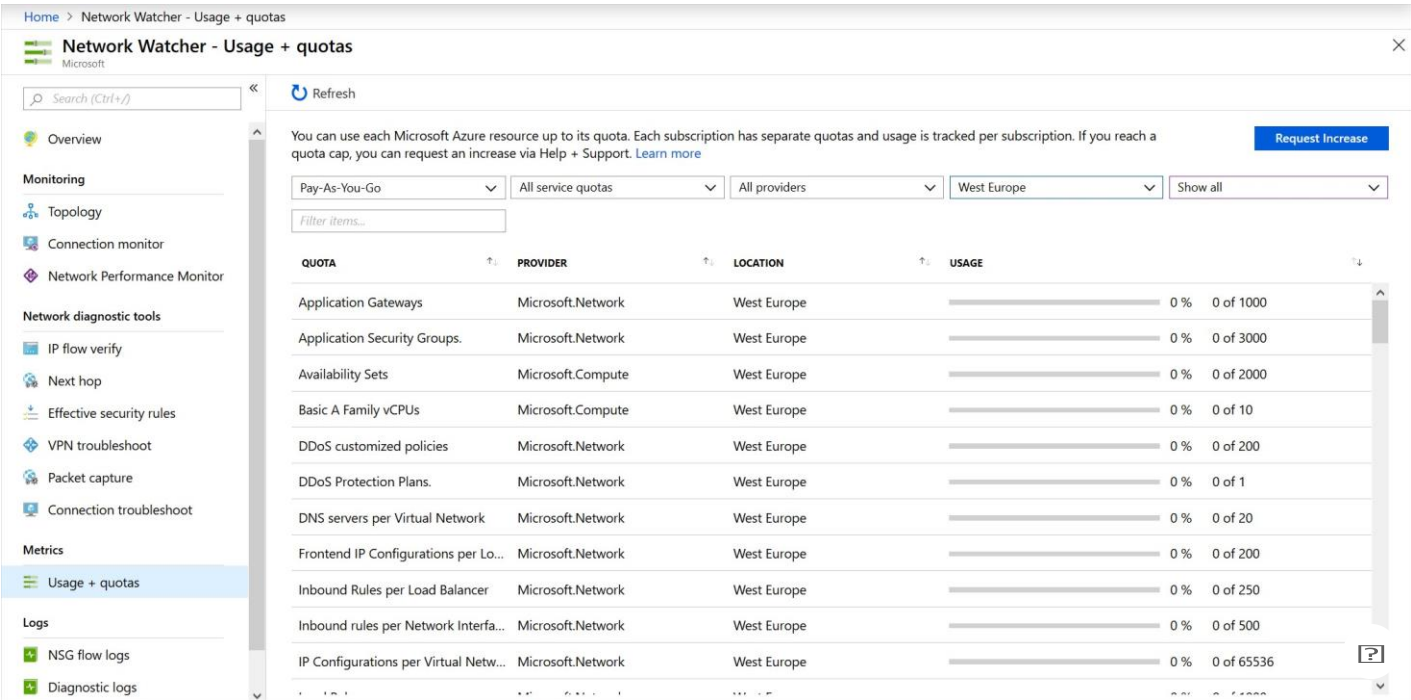 Home > Network Watcher - Usage + quotas
Network Watcher - Usage + quotas
Microsoft
Search (Ctrl+/)
«
Overview
Monitoring
Topology
Connection monitor
Network Performance Monitor
Network diagnostic tools
IP flow verify
Next hop
Effective security rules
VPN troubleshoot
Packet capture
Connection troubleshoot
Metrics
Usage + quotas
Logs
NSG flow logs
Diagnostic logs
Refresh
You can use each Microsoft Azure resource up to its quota. Each subscription has separate quotas and usage is tracked per subscription. If you reach a
quota cap, you can request an increase via Help + Support. Learn more
Request Increase
Pay-As-You-Go All service quotas All providers West Europe Show all
Filter items...
QUOTA PROVIDER LOCATION USAGE
Application Gateways Microsoft.Network West Europe 0 % 0 of 1000
Application Security Groups. Microsoft.Network West Europe 0 % 0 of 3000
Availability Sets Microsoft.Compute West Europe 0 % 0 of 2000
Basic A Family vCPUs Microsoft.Compute West Europe 0 % 0 of 10
DDoS customized policies Microsoft.Network West Europe 0 % 0 of 200
DDoS Protection Plans. Microsoft.Network West Europe 0 % 0 of 1
DNS servers per Virtual Network Microsoft.Network West Europe 0 % 0 of 20
Frontend IP Configurations per Lo... Microsoft.Network West Europe 0 % 0 of 200
Inbound Rules per Load Balancer Microsoft.Network West Europe 0 % 0 of 250
Inbound rules per Network Interfa... Microsoft.Network West Europe 0 % 0 of 500
IP Configurations per Virtual Netw... Microsoft.Network West Europe 0 % 0 of 65536